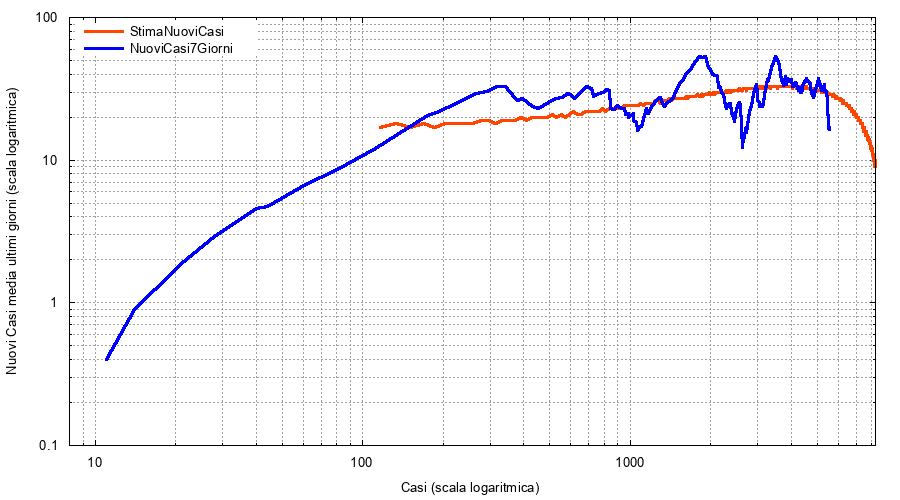 StimaNuoviCasi
NuoviCasi7Giorni
Nuovi Casi media ultimi giorni (scala logaritmica)
100
10
1
0.1
10
100
1000
Casi (scala logaritmica)